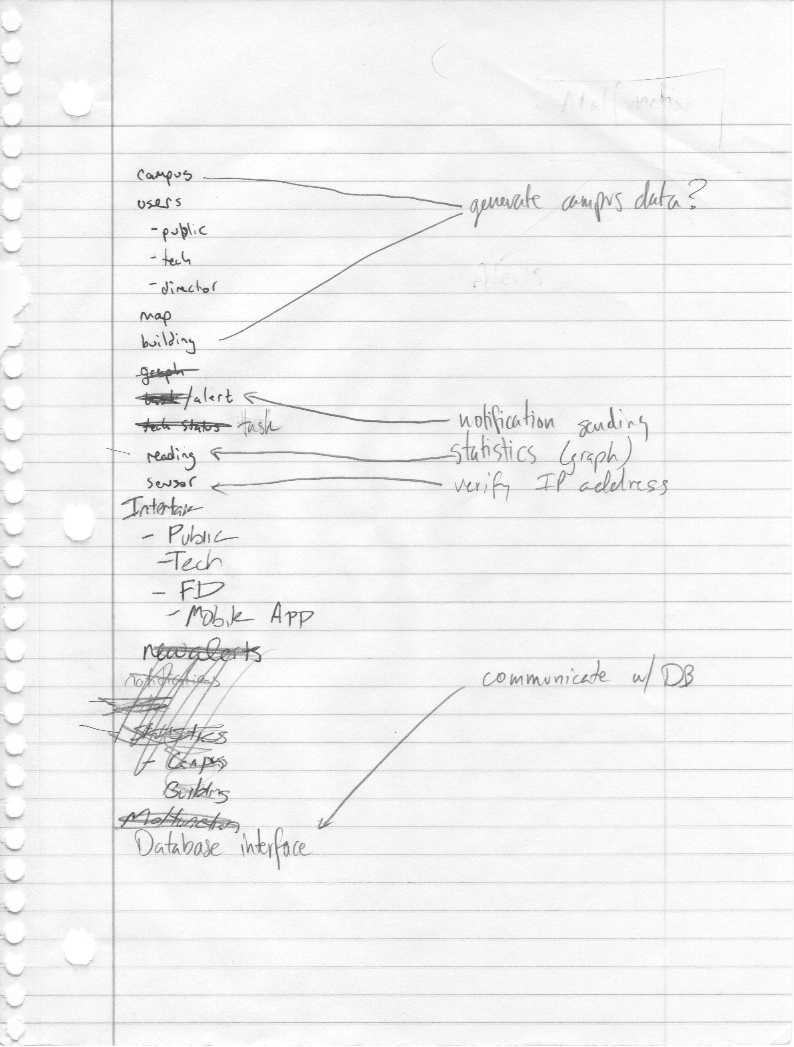 Malfunction
campus
generate campus data?
users
- public
- tech
- director
Alerts
map
building
graph
task/alert
notification sending
tech status task
statistics (graph)
reading
verify IP address
sensor
Interface
- Public
- Tech
- FD
- Mobile App
new alerts
communicate w/ DB
notifications
statistics
- Campus
Building
Malfunction
Database interface